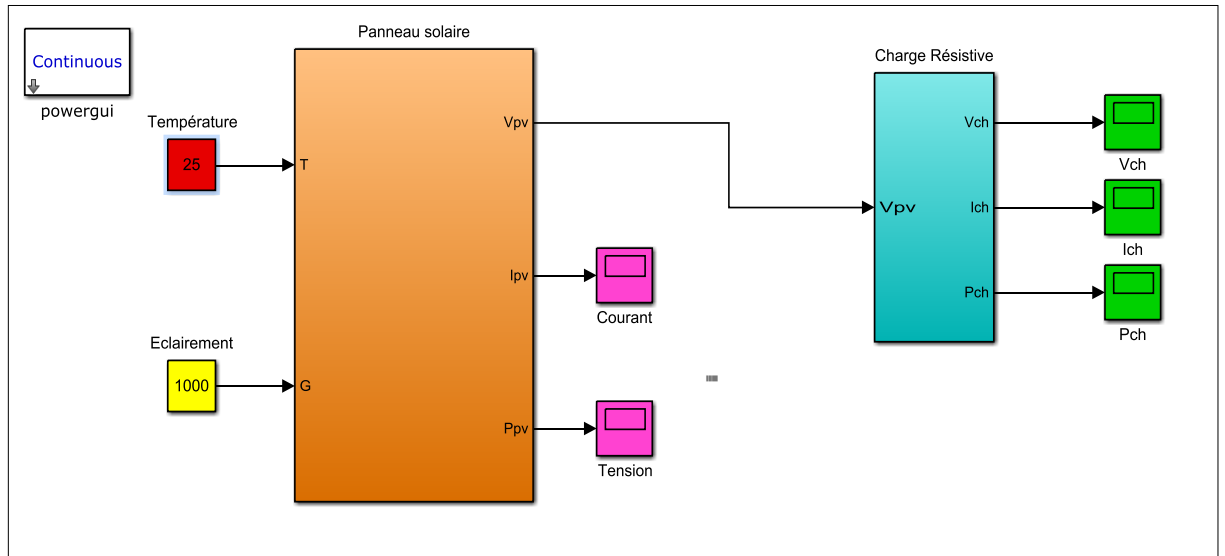 Continuous
powergui
Panneau solaire
Température
25
T
Eclairement
1000
G
Vpv
Ipv
Ppv
Courant
Tension
Charge Résistive
Vpv
Vch
Ich
Pch
Vch
Ich
Pch